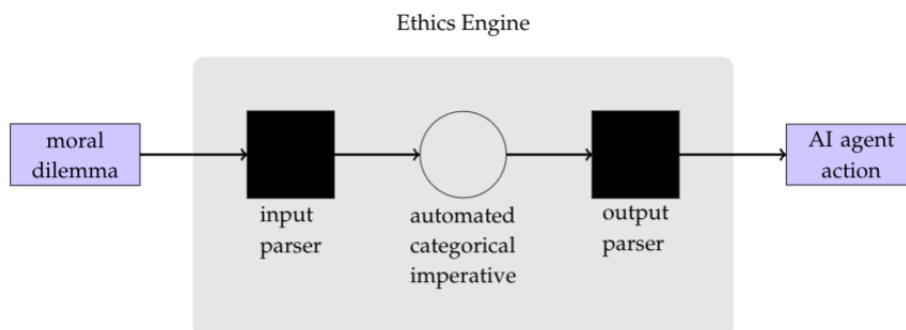 Ethics Engine
moral
dilemma
input
parser
automated
categorical
imperative
output
parser
AI agent
action